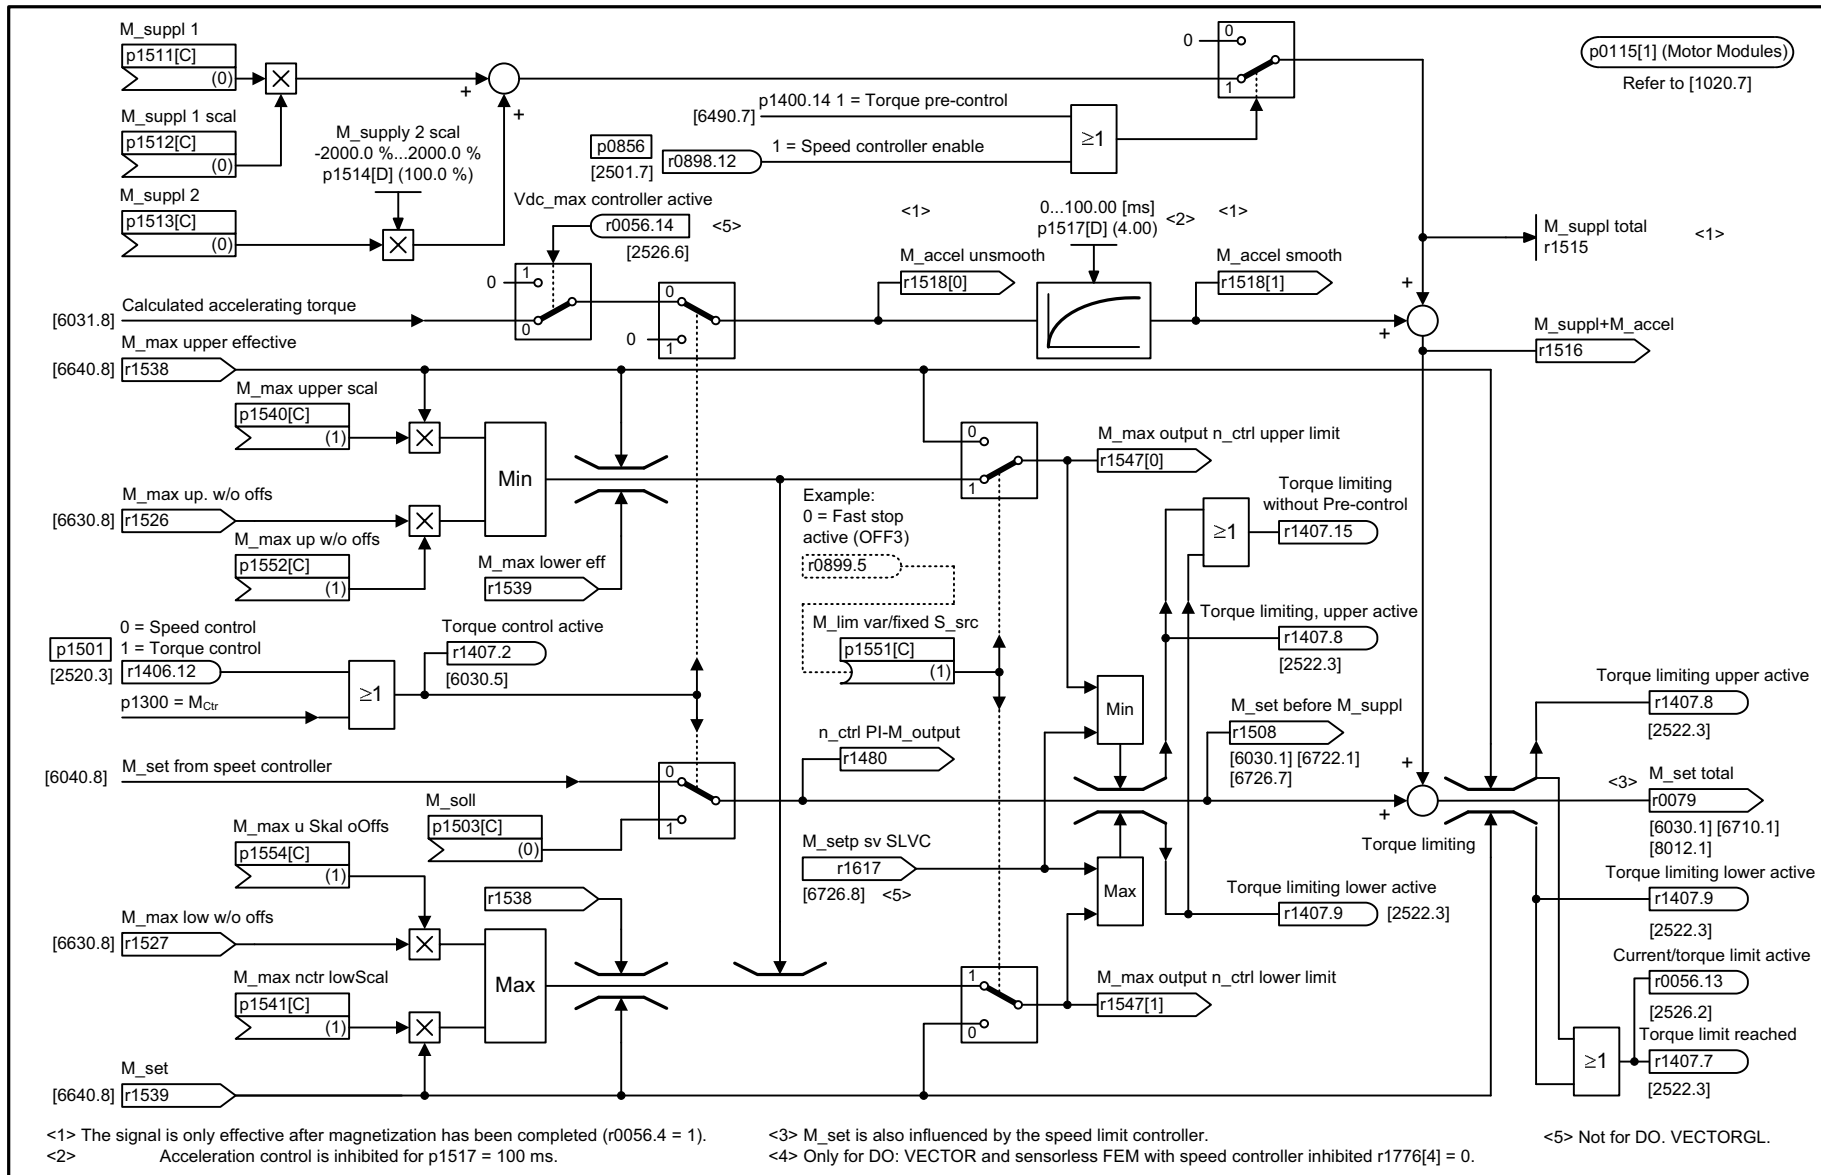 M_suppl 1
p1511[C]
(0)
M_suppl 1 scal
p1512[C]
(0)
M_suppl 2
p1513[C]
(0)
M_supply 2 scal
-2000.0 %...2000.0 %
p1514[D] (100.0 %)
+
+
0
0
1
p1400.14 1 = Torque pre-control
[6490.7]
p0856
[2501.7]
1 = Speed controller enable
r0898.12
≥1
p0115[1] (Motor Modules)
Refer to [1020.7]
Vdc_max controller active
r0056.14
<5>
[2526.6]
0
1
0
0
0
1
<1>
M_accel unsmooth
r1518[0]
0...100.00 [ms]
p1517[D] (4.00)
<2>
<1>
M_accel smooth
r1518[1]
M_suppl total
r1515
<1>
+
+
M_suppl+M_accel
r1516
Calculated accelerating torque
[6031.8]
M_max upper effective
[6640.8]
r1538
M_max upper scal
p1540[C]
(1)
M_max up. w/o offs
[6630.8]
r1526
M_max up w/o offs
p1552[C]
(1)
Min
M_max lower eff
r1539
0
1
M_max output n_ctrl upper limit
r1547[0]
Example:
0 = Fast stop
active (OFF3)
r0899.5
M_lim var/fixed S_src
p1551[C]
(1)
≥1
Torque limiting
without Pre-control
r1407.15
Torque limiting, upper active
r1407.8
[2522.3]
0 = Speed control
1 = Torque control
p1501
[2520.3]
r1406.12
p1300 = MCtr
≥1
Torque control active
r1407.2
[6030.5]
Min
M_set before M_suppl
r1508
[6030.1] [6722.1]
[6726.7]
Torque limiting upper active
r1407.8
[2522.3]
n_ctrl PI-M_output
r1480
[6040.8]
M_set from speet controller
0
1
M_soll
p1503[C]
(0)
+
+
<3>
M_set total
r0079
[6030.1] [6710.1]
[8012.1]
Torque limiting
M_setp sv SLVC
r1617
[6726.8]
<5>
Max
Torque limiting lower active
r1407.9
[2522.3]
Torque limiting lower active
r1407.9
[2522.3]
M_max u Skal oOffs
p1554[C]
(1)
r1538
M_max low w/o offs
[6630.8]
r1527
M_max nctr lowScal
p1541[C]
(1)
Max
1
0
M_max output n_ctrl lower limit
r1547[1]
Current/torque limit active
r0056.13
[2526.2]
Torque limit reached
≥1
r1407.7
[2522.3]
M_set
[6640.8]
r1539
<1> The signal is only effective after magnetization has been completed (r0056.4 = 1).
<2> Acceleration control is inhibited for p1517 = 100 ms.
<3> M_set is also influenced by the speed limit controller.
<4> Only for DO: VECTOR and sensorless FEM with speed controller inhibited r1776[4] = 0.
<5> Not for DO. VECTORGL.